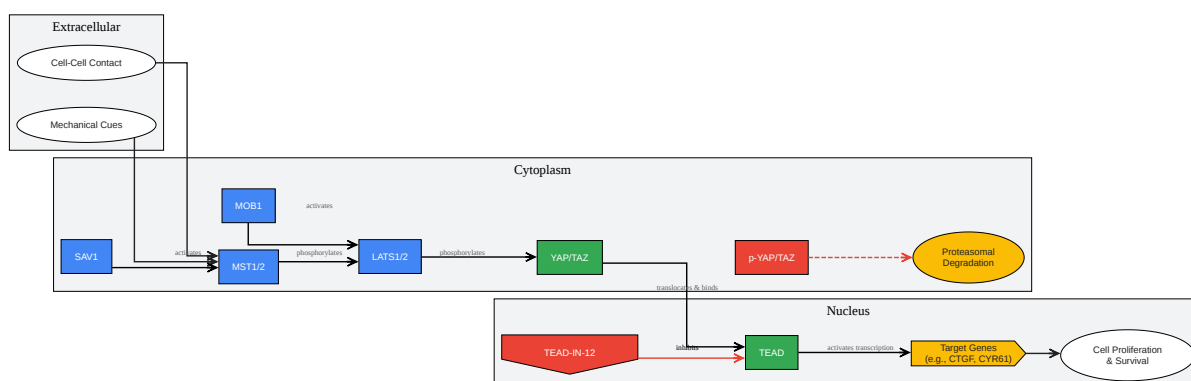 Extracellular
Cell-Cell Contact
Mechanical Cues
Cytoplasm
MOB1
activates
SAV1
activates
MST1/2
phosphorylates
LATS1/2
phosphorylates
YAP/TAZ
p-YAP/TAZ
Proteasomal
Degradation
translocates & binds
Nucleus
TEAD-IN-12
inhibits
TEAD
activates transcription
Target Genes
(e.g., CTGF, CYR61)
Cell Proliferation
& Survival